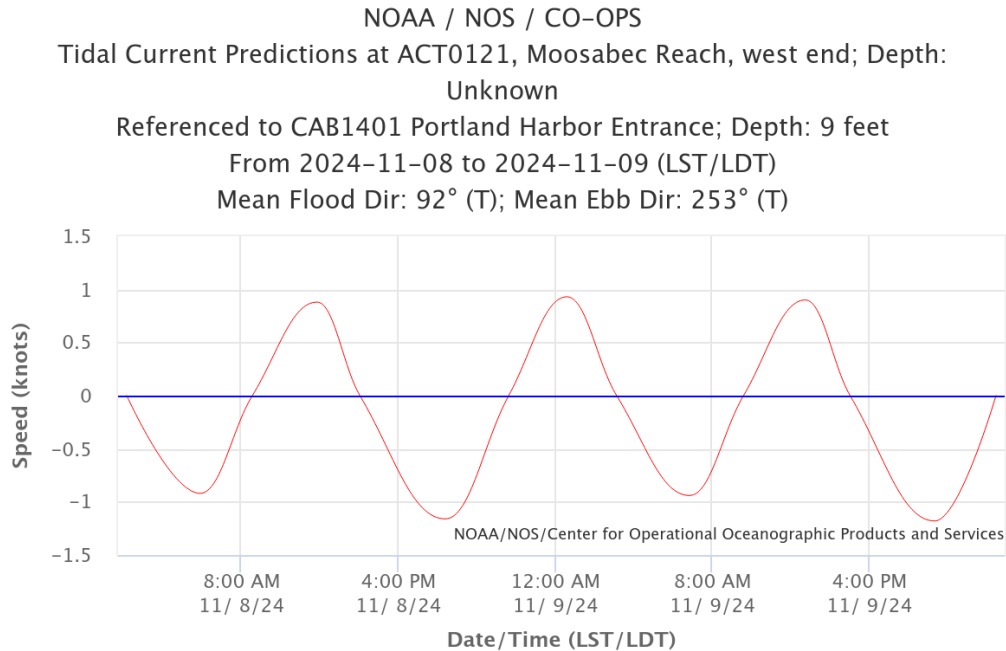 NOAA / NOS / CO-OPS
Tidal Current Predictions at ACT0121, Moosabec Reach, west end; Depth:
Unknown
Referenced to CAB1401 Portland Harbor Entrance; Depth: 9 feet
From 2024-11-08 to 2024-11-09 (LST/LDT)
Mean Flood Dir: 92° (T); Mean Ebb Dir: 253° (T)
1.5
1
0.5
0
-0.5
-1
-1.5
Speed (knots)
NOAA/NOS/Center for Operational Oceanographic Products and Services
8:00 AM 4:00 PM 12:00 AM 8:00 AM 4:00 PM
11/ 8/24 11/ 8/24 11/ 9/24 11/ 9/24 11/ 9/24
Date/Time (LST/LDT)